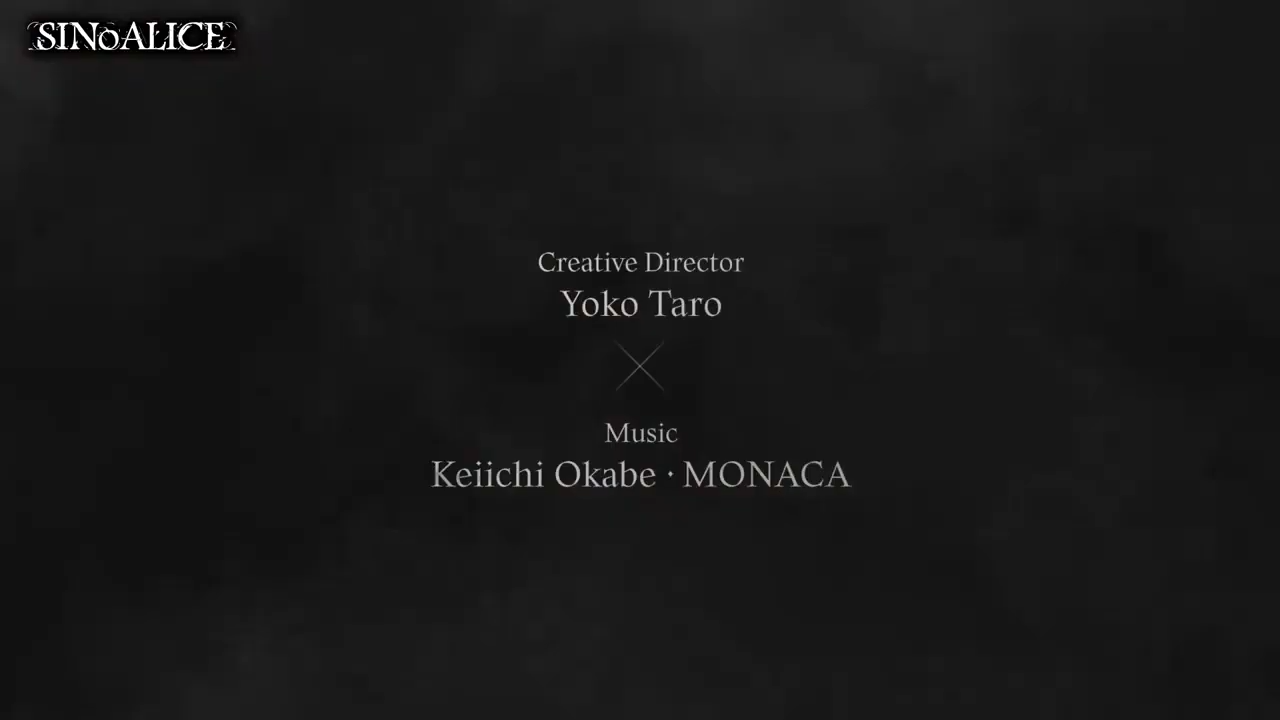 SINoALICE
Creative Director
Yoko Taro
Music
Keiichi Okabe · MONACA